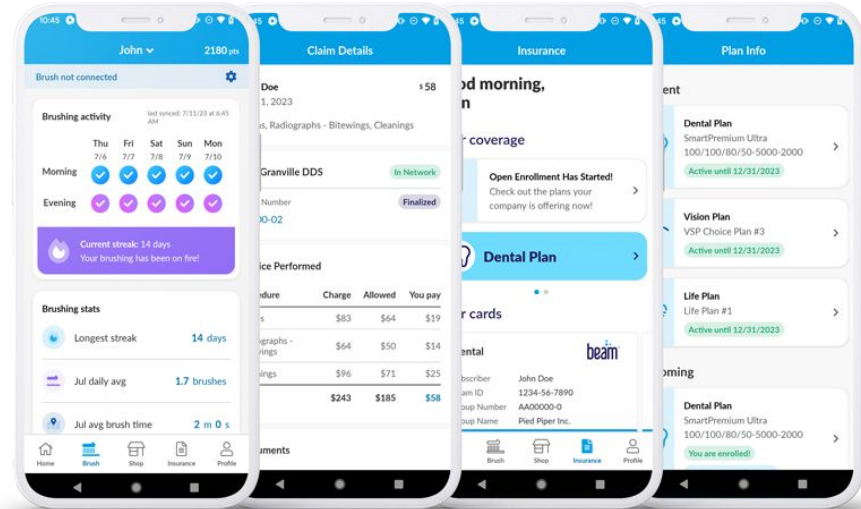 10:45
John
2180 pts
Brush not connected
Brushing activity
last synced: 7/11/23 at 6:45
AM
Thu Fri Sat Sun Mon
7/6 7/7 7/8 7/9 7/10
Morning
Evening
Current streak: 14 days
Your brushing has been on fire!
Brushing stats
Longest streak 14 days
Jul daily avg 1.7 brushes
Jul avg brush time 2 m 0 s
Home Brush Shop Insurance Profile
45
Claim Details
Doe $ 58
1, 2023
s, Radiographs - Bitewings, Cleanings
Granville DDS In Network
Number Finalized
00-02
ice Performed
edure Charge Allowed You pay
s $83 $64 $19
ographs -
wings $64 $50 $14
nings $96 $71 $25
$243 $185 $58
uments
45
Insurance
od morning,
n
r coverage
Open Enrollment Has Started!
Check out the plans your
company is offering now!
Dental Plan
r cards
ental beam
bscriber John Doe
am ID 1234-56-7890
oup Number AA00000-0
oup Name Pied Piper Inc.
Brush Shop Insurance Profile
45
Plan Info
ent
Dental Plan
SmartPremium Ultra
100/100/80/50-5000-2000
Active until 12/31/2023
Vision Plan
VSP Choice Plan #3
Active until 12/31/2023
Life Plan
Life Plan #1
Active until 12/31/2023
oming
Dental Plan
SmartPremium Ultra
100/100/80/50-5000-2000
You are enrolled!